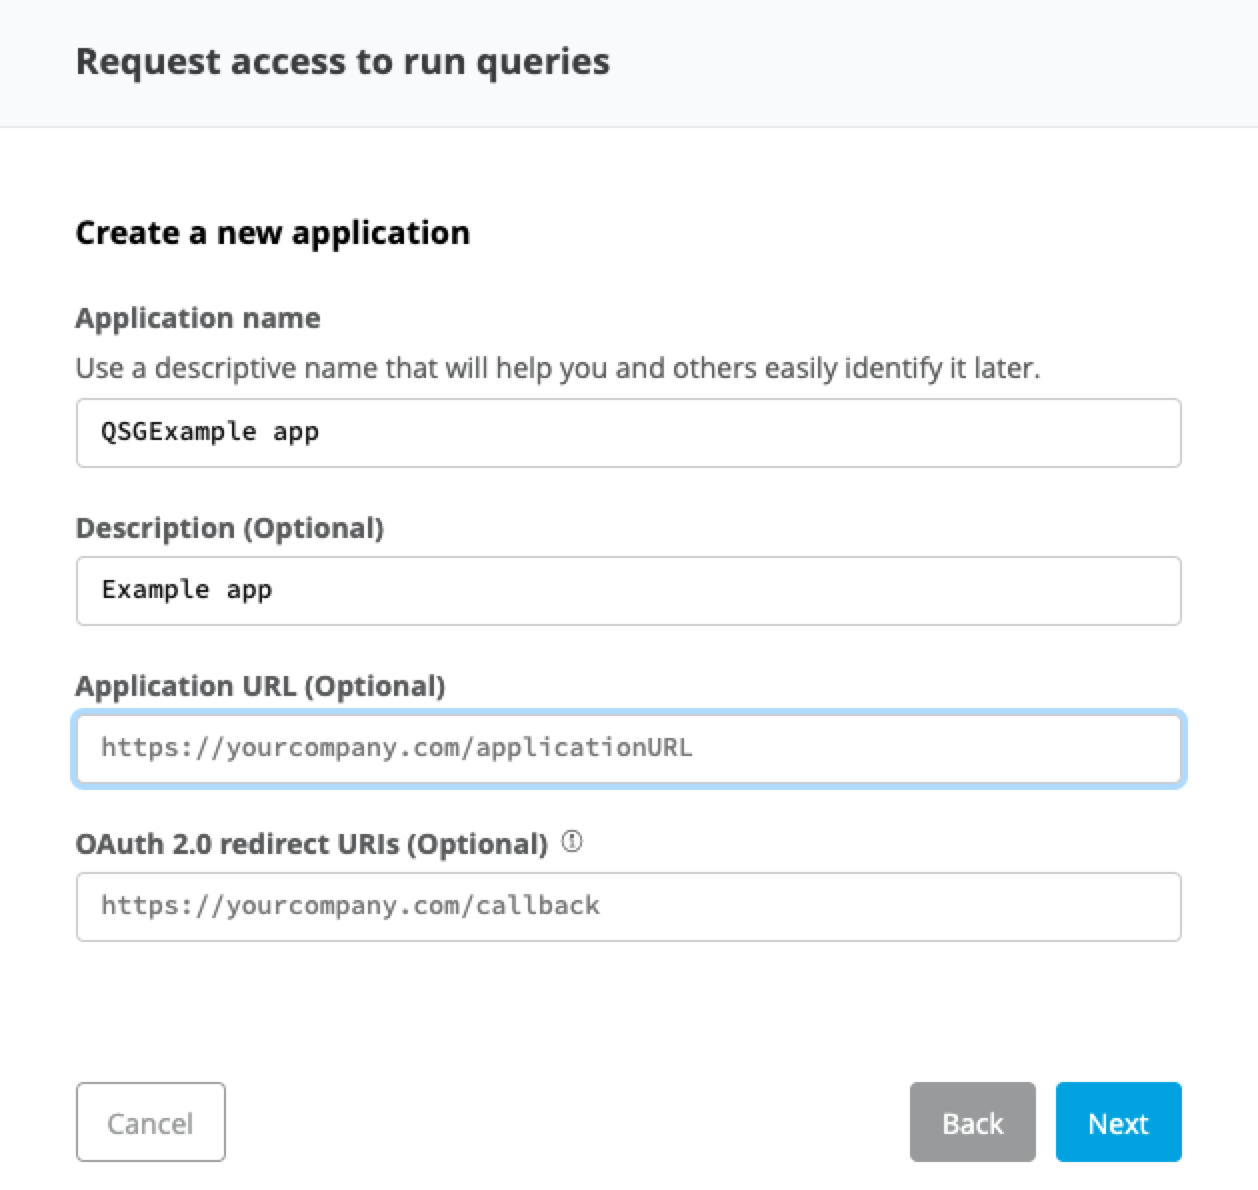 Request access to run queries
Create a new application
Application name
Use a descriptive name that will help you and others easily identify it later.
QSGExample app
Description (Optional)
Example app
Application URL (Optional)
https://yourcompany.com/applicationURL
OAuth 2.0 redirect URIs (Optional)
https://yourcompany.com/callback
Cancel
Back
Next